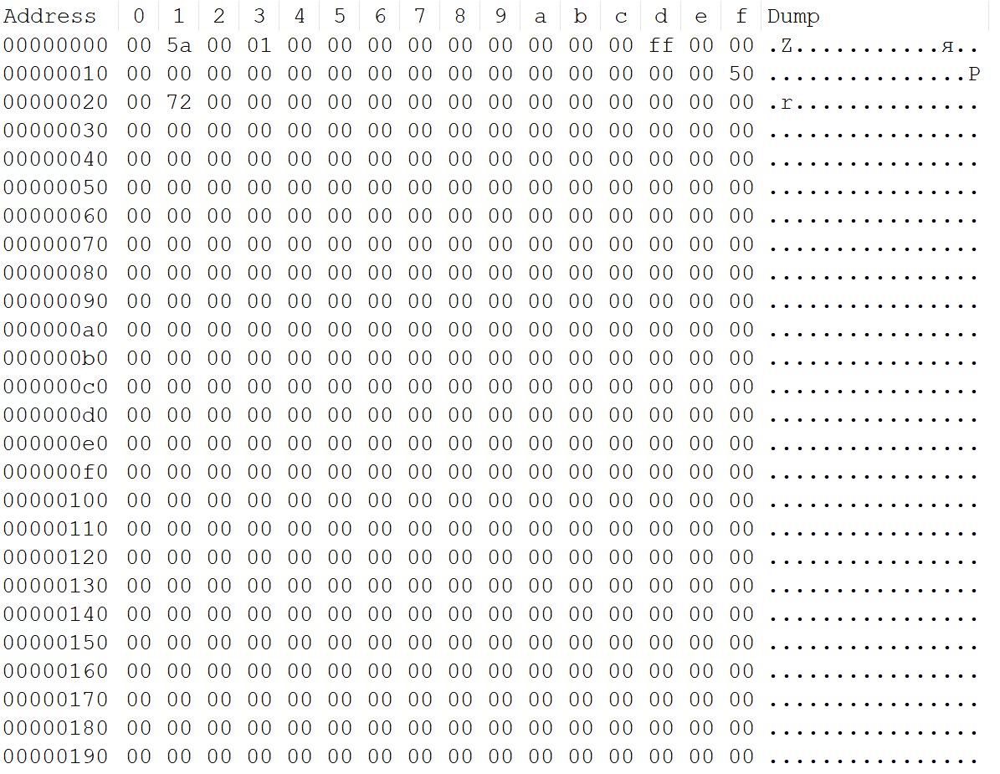 Address 0 1 2 3 4 5 6 7 8 9 a b c d e f Dump
00000000 00 5a 00 01 00 00 00 00 00 00 00 00 00 ff 00 00 .Z...........я..
00000010 00 00 00 00 00 00 00 00 00 00 00 00 00 00 00 50 ...............P
00000020 00 72 00 00 00 00 00 00 00 00 00 00 00 00 00 00 .r..............
00000030 00 00 00 00 00 00 00 00 00 00 00 00 00 00 00 00 ................
00000040 00 00 00 00 00 00 00 00 00 00 00 00 00 00 00 00 ................
00000050 00 00 00 00 00 00 00 00 00 00 00 00 00 00 00 00 ................
00000060 00 00 00 00 00 00 00 00 00 00 00 00 00 00 00 00 ................
00000070 00 00 00 00 00 00 00 00 00 00 00 00 00 00 00 00 ................
00000080 00 00 00 00 00 00 00 00 00 00 00 00 00 00 00 00 ................
00000090 00 00 00 00 00 00 00 00 00 00 00 00 00 00 00 00 ................
000000a0 00 00 00 00 00 00 00 00 00 00 00 00 00 00 00 00 ................
000000b0 00 00 00 00 00 00 00 00 00 00 00 00 00 00 00 00 ................
000000c0 00 00 00 00 00 00 00 00 00 00 00 00 00 00 00 00 ................
000000d0 00 00 00 00 00 00 00 00 00 00 00 00 00 00 00 00 ................
000000e0 00 00 00 00 00 00 00 00 00 00 00 00 00 00 00 00 ................
000000f0 00 00 00 00 00 00 00 00 00 00 00 00 00 00 00 00 ................
00000100 00 00 00 00 00 00 00 00 00 00 00 00 00 00 00 00 ................
00000110 00 00 00 00 00 00 00 00 00 00 00 00 00 00 00 00 ................
00000120 00 00 00 00 00 00 00 00 00 00 00 00 00 00 00 00 ................
00000130 00 00 00 00 00 00 00 00 00 00 00 00 00 00 00 00 ................
00000140 00 00 00 00 00 00 00 00 00 00 00 00 00 00 00 00 ................
00000150 00 00 00 00 00 00 00 00 00 00 00 00 00 00 00 00 ................
00000160 00 00 00 00 00 00 00 00 00 00 00 00 00 00 00 00 ................
00000170 00 00 00 00 00 00 00 00 00 00 00 00 00 00 00 00 ................
00000180 00 00 00 00 00 00 00 00 00 00 00 00 00 00 00 00 ................
00000190 00 00 00 00 00 00 00 00 00 00 00 00 00 00 00 00 ................